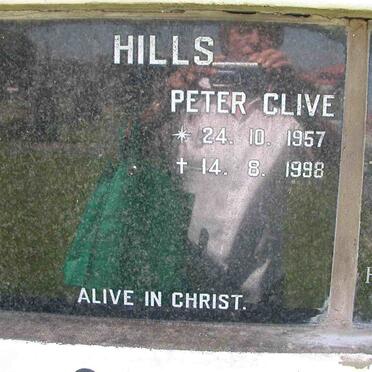 HILLS
PETER CLIVE
* 24. 10. 1957
† 14. 8. 1998
ALIVE IN CHRIST.